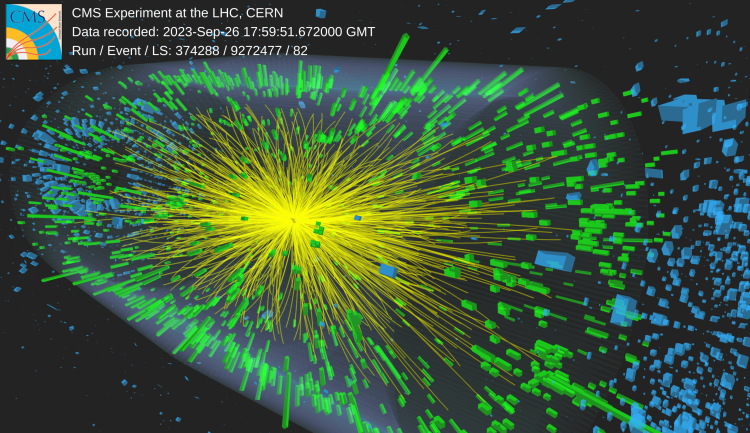 CMS
CMS Experiment at the LHC, CERN
Data recorded: 2023-Sep-26 17:59:51.672000 GMT
Run / Event / LS: 374288 / 9272477 / 82